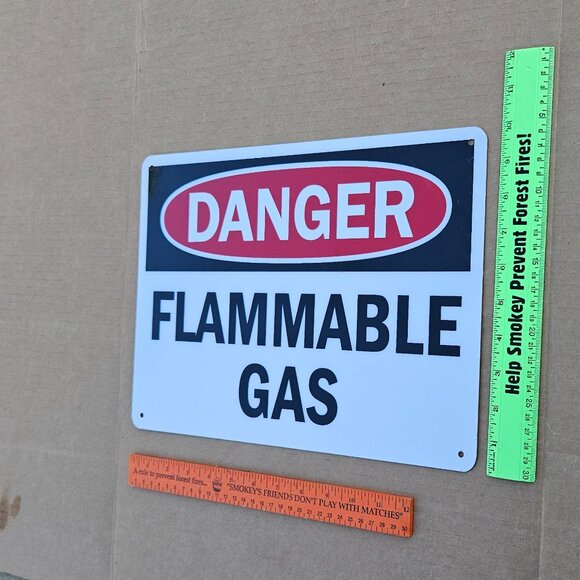 DANGER
FLAMMABLE
GAS
Help Smokey Prevent Forest Fires!
A rule to prevent forest fires...
"SMOKEY'S FRIENDS DON'T PLAY WITH MATCHES"